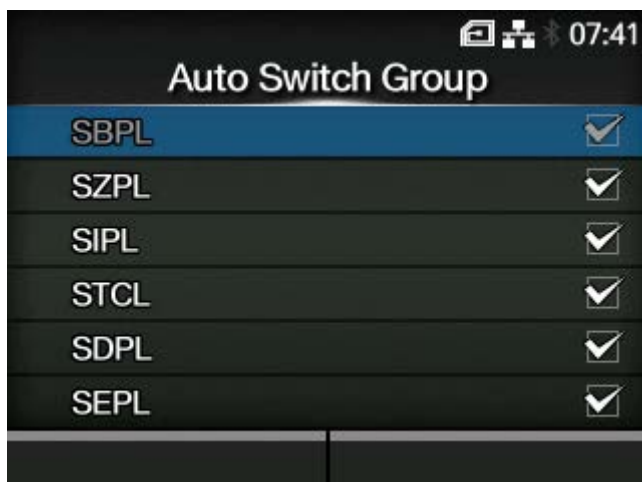 07:41
Auto Switch Group
SBPL
SZPL
SIPL
STCL
SDPL
SEPL